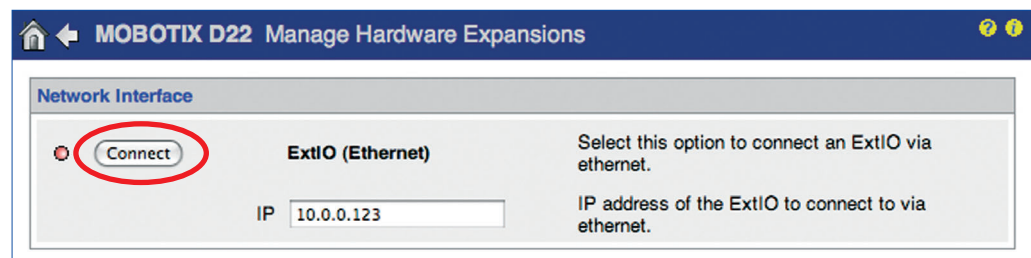 MOBOTIX D22 Manage Hardware Expansions ? i
Network Interface
Connect ExtIO (Ethernet) Select this option to connect an ExtIO via
ethernet.
IP 10.0.0.123 IP address of the ExtIO to connect to via
ethernet.